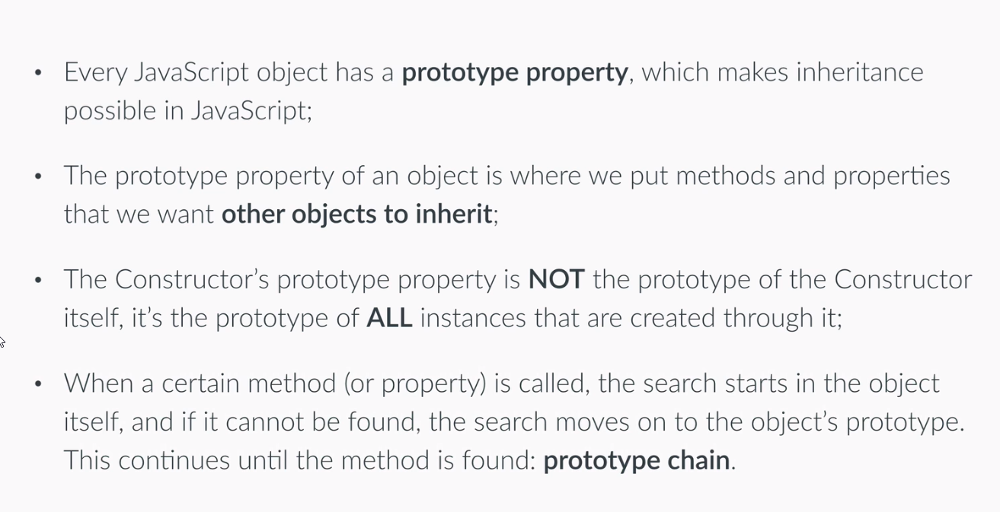 • Every JavaScript object has a prototype property, which makes inheritance
possible in JavaScript;
• The prototype property of an object is where we put methods and properties
that we want other objects to inherit;
• The Constructor’s prototype property is NOT the prototype of the Constructor
itself, it’s the prototype of ALL instances that are created through it;
• When a certain method (or property) is called, the search starts in the object
itself, and if it cannot be found, the search moves on to the object’s prototype.
This continues until the method is found: prototype chain.